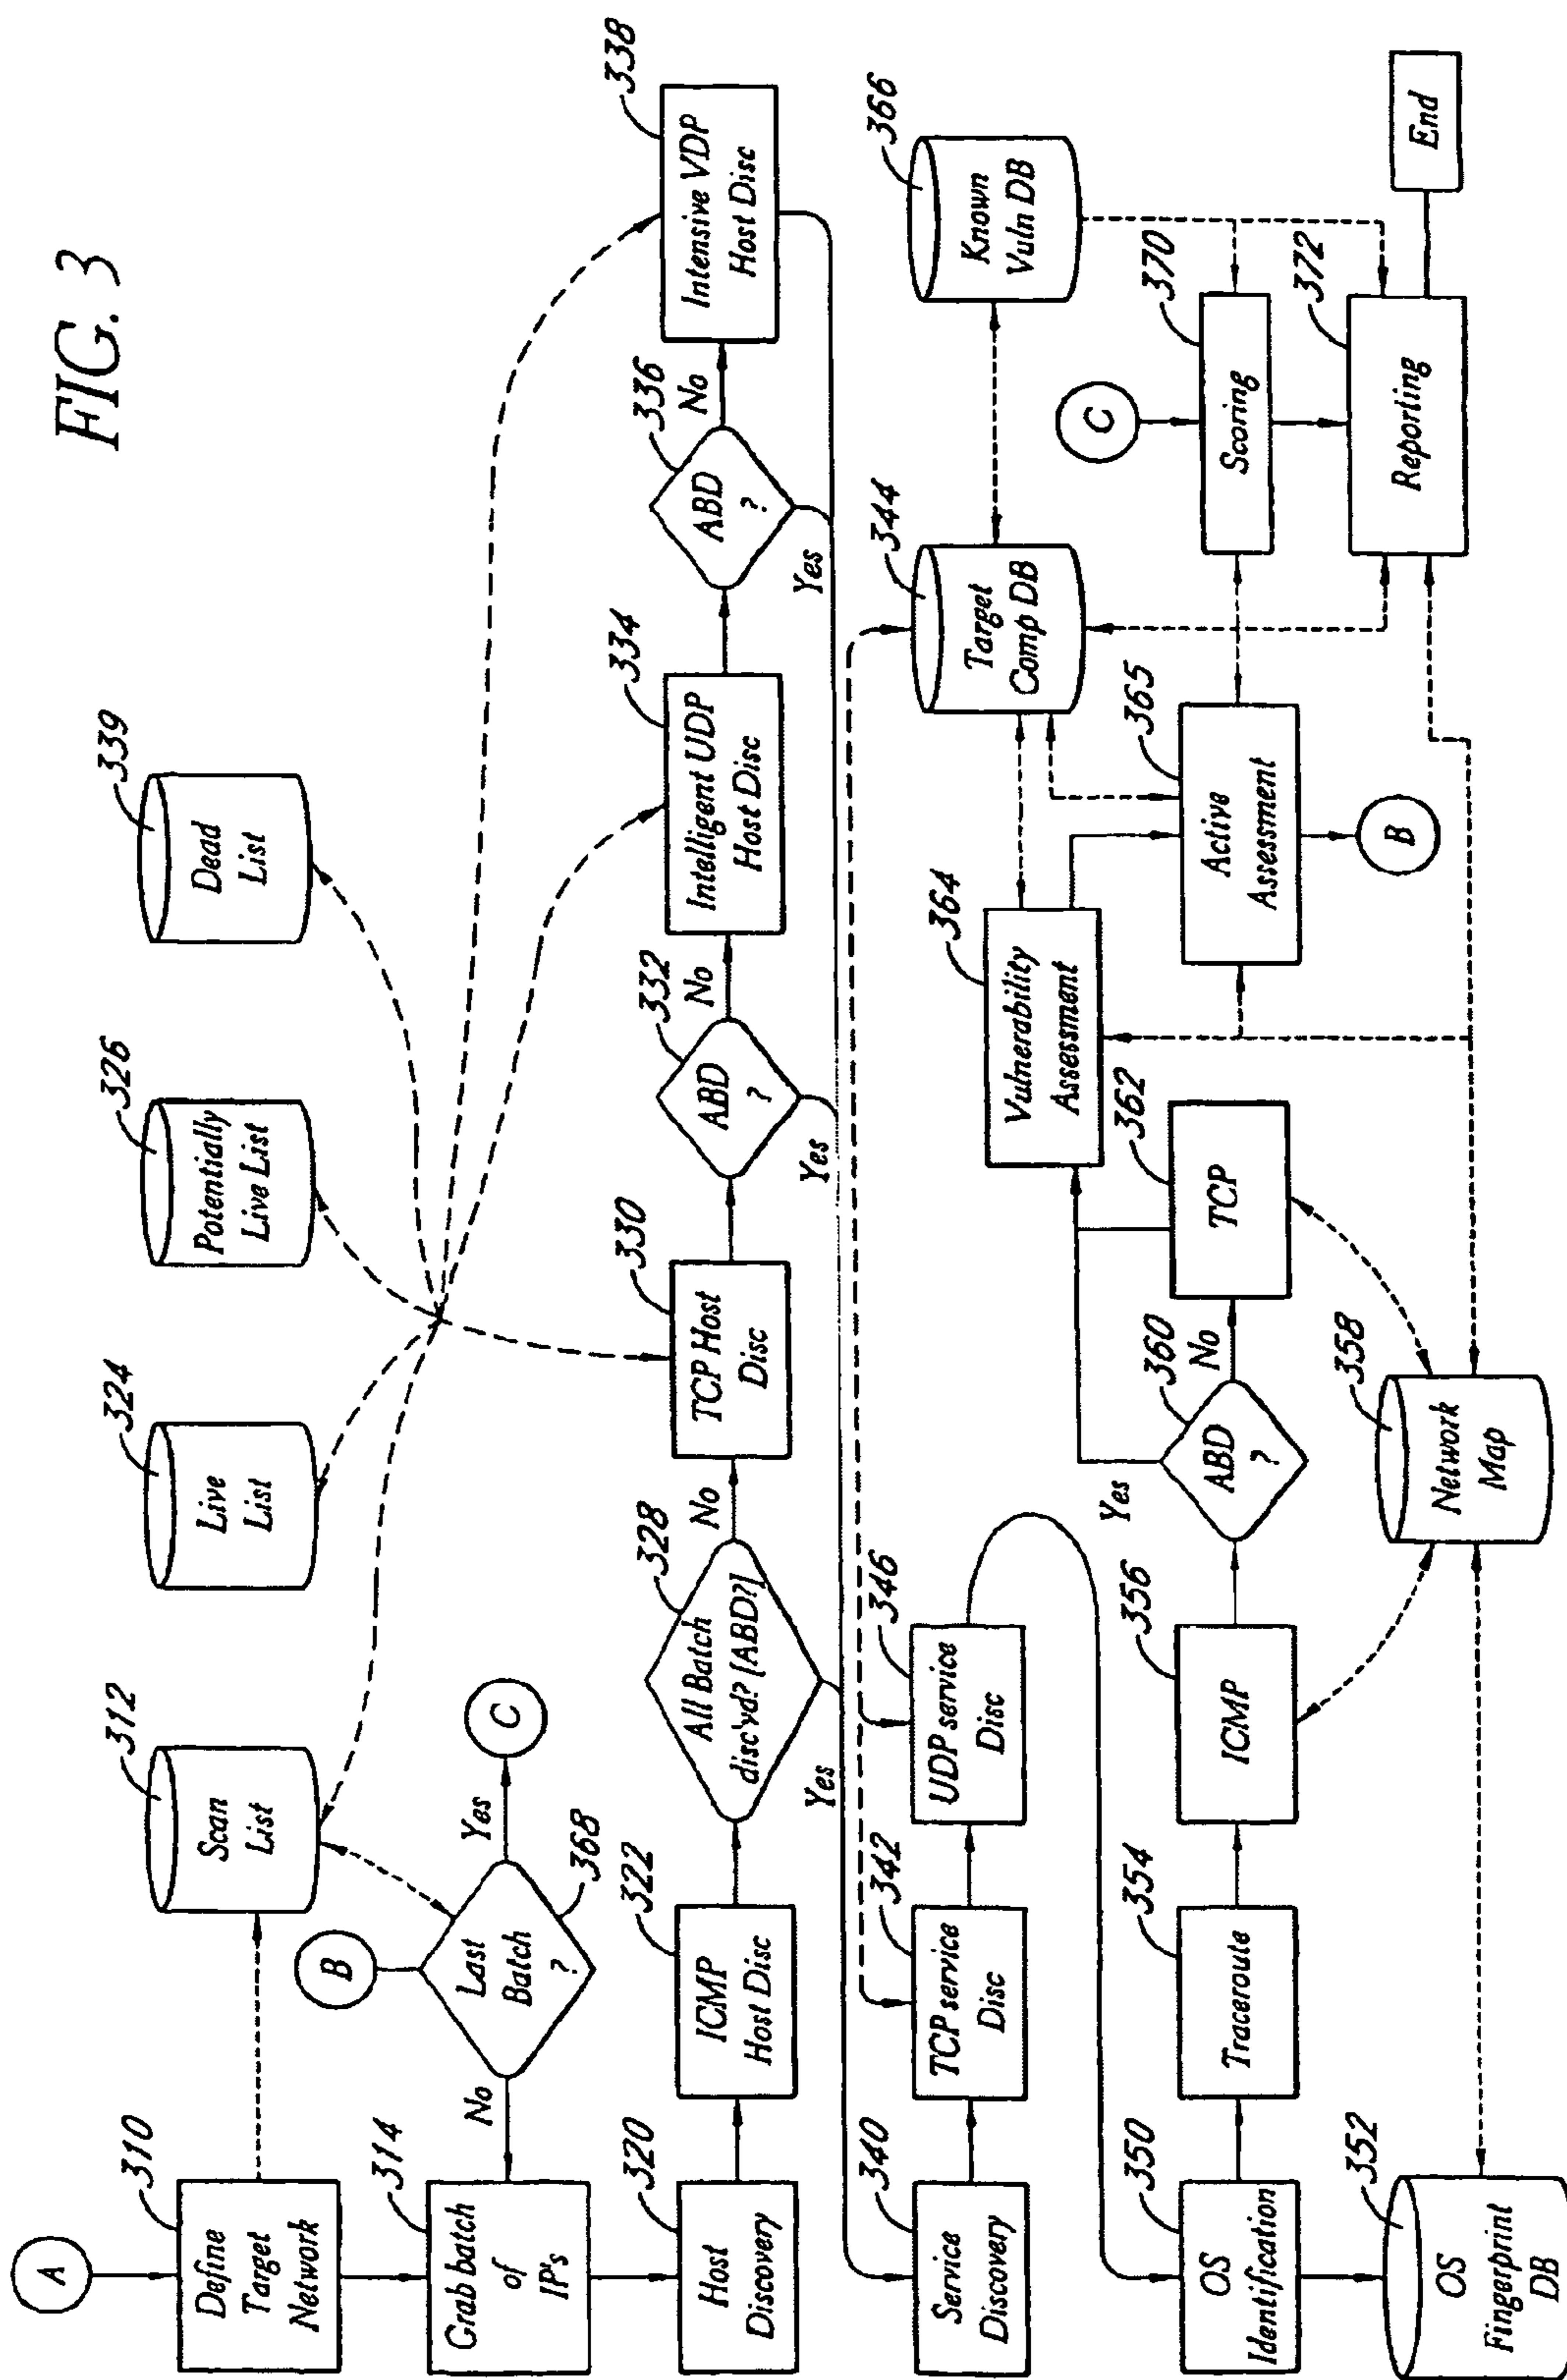 FIG. 3
A
310
Define
Target
Network
312
Scan
List
324
Live
List
326
Potentially
Live List
339
Dead
List
314
Grab batch
of
IP's
B
Last
Batch
?
368
No
Yes
C
320
Host
Discovery
322
ICMP
Host Disc
328
All Batch
disc'vd? [ABD?]
No
Yes
330
TCP Host
Disc
332
ABD
?
No
Yes
334
Intelligent UDP
Host Disc
336
ABD
?
No
Yes
338
Intensive VDP
Host Disc
340
Service
Discovery
342
TCP service
Disc
346
UDP service
Disc
344
Target
Comp DB
366
Known
Vuln DB
350
OS
Identification
352
OS
Fingerprint
DB
354
Traceroute
356
ICMP
360
ABD
?
Yes
No
362
TCP
358
Network
Map
364
Vulnerability
Assessment
365
Active
Assessment
B
C
370
Scoring
372
Reporting
End